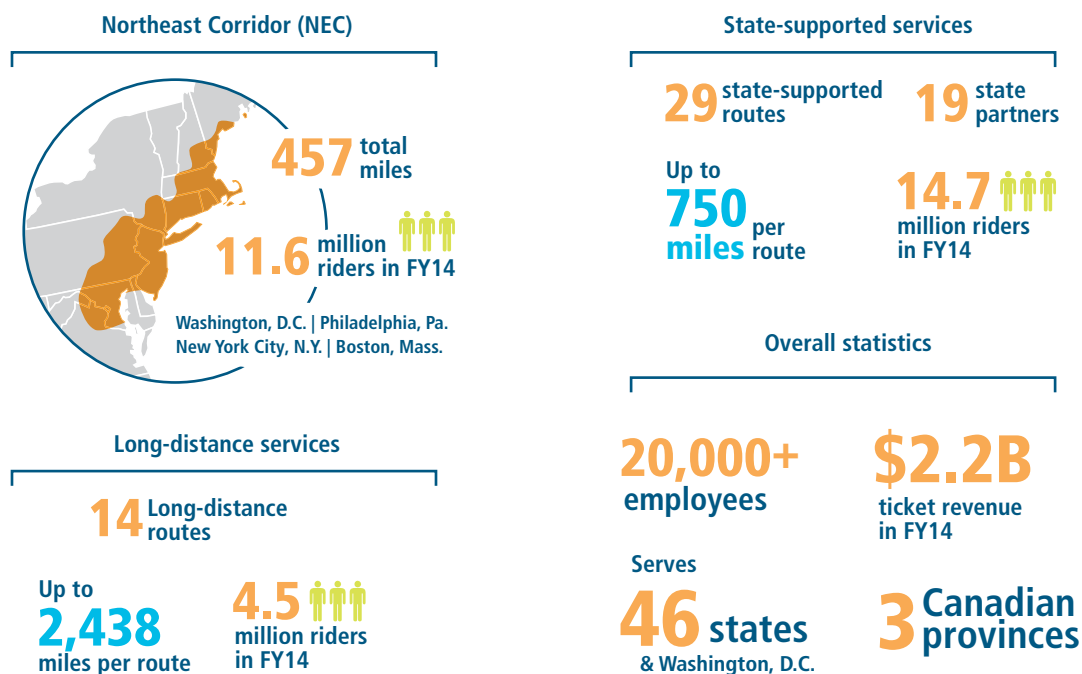 Northeast Corridor (NEC)
457 total
miles
11.6 million
riders in FY14
Washington, D.C. | Philadelphia, Pa.
New York City, N.Y. | Boston, Mass.
Long-distance services
14 Long-distance
routes
Up to
2,438
miles per route
4.5
million riders
in FY14
State-supported services
29 state-supported
routes
19 state
partners
Up to
750 per
miles route
14.7
million riders
in FY14
Overall statistics
20,000+
employees
$2.2B
ticket revenue
in FY14
Serves
46 states
& Washington, D.C.
3 Canadian
provinces